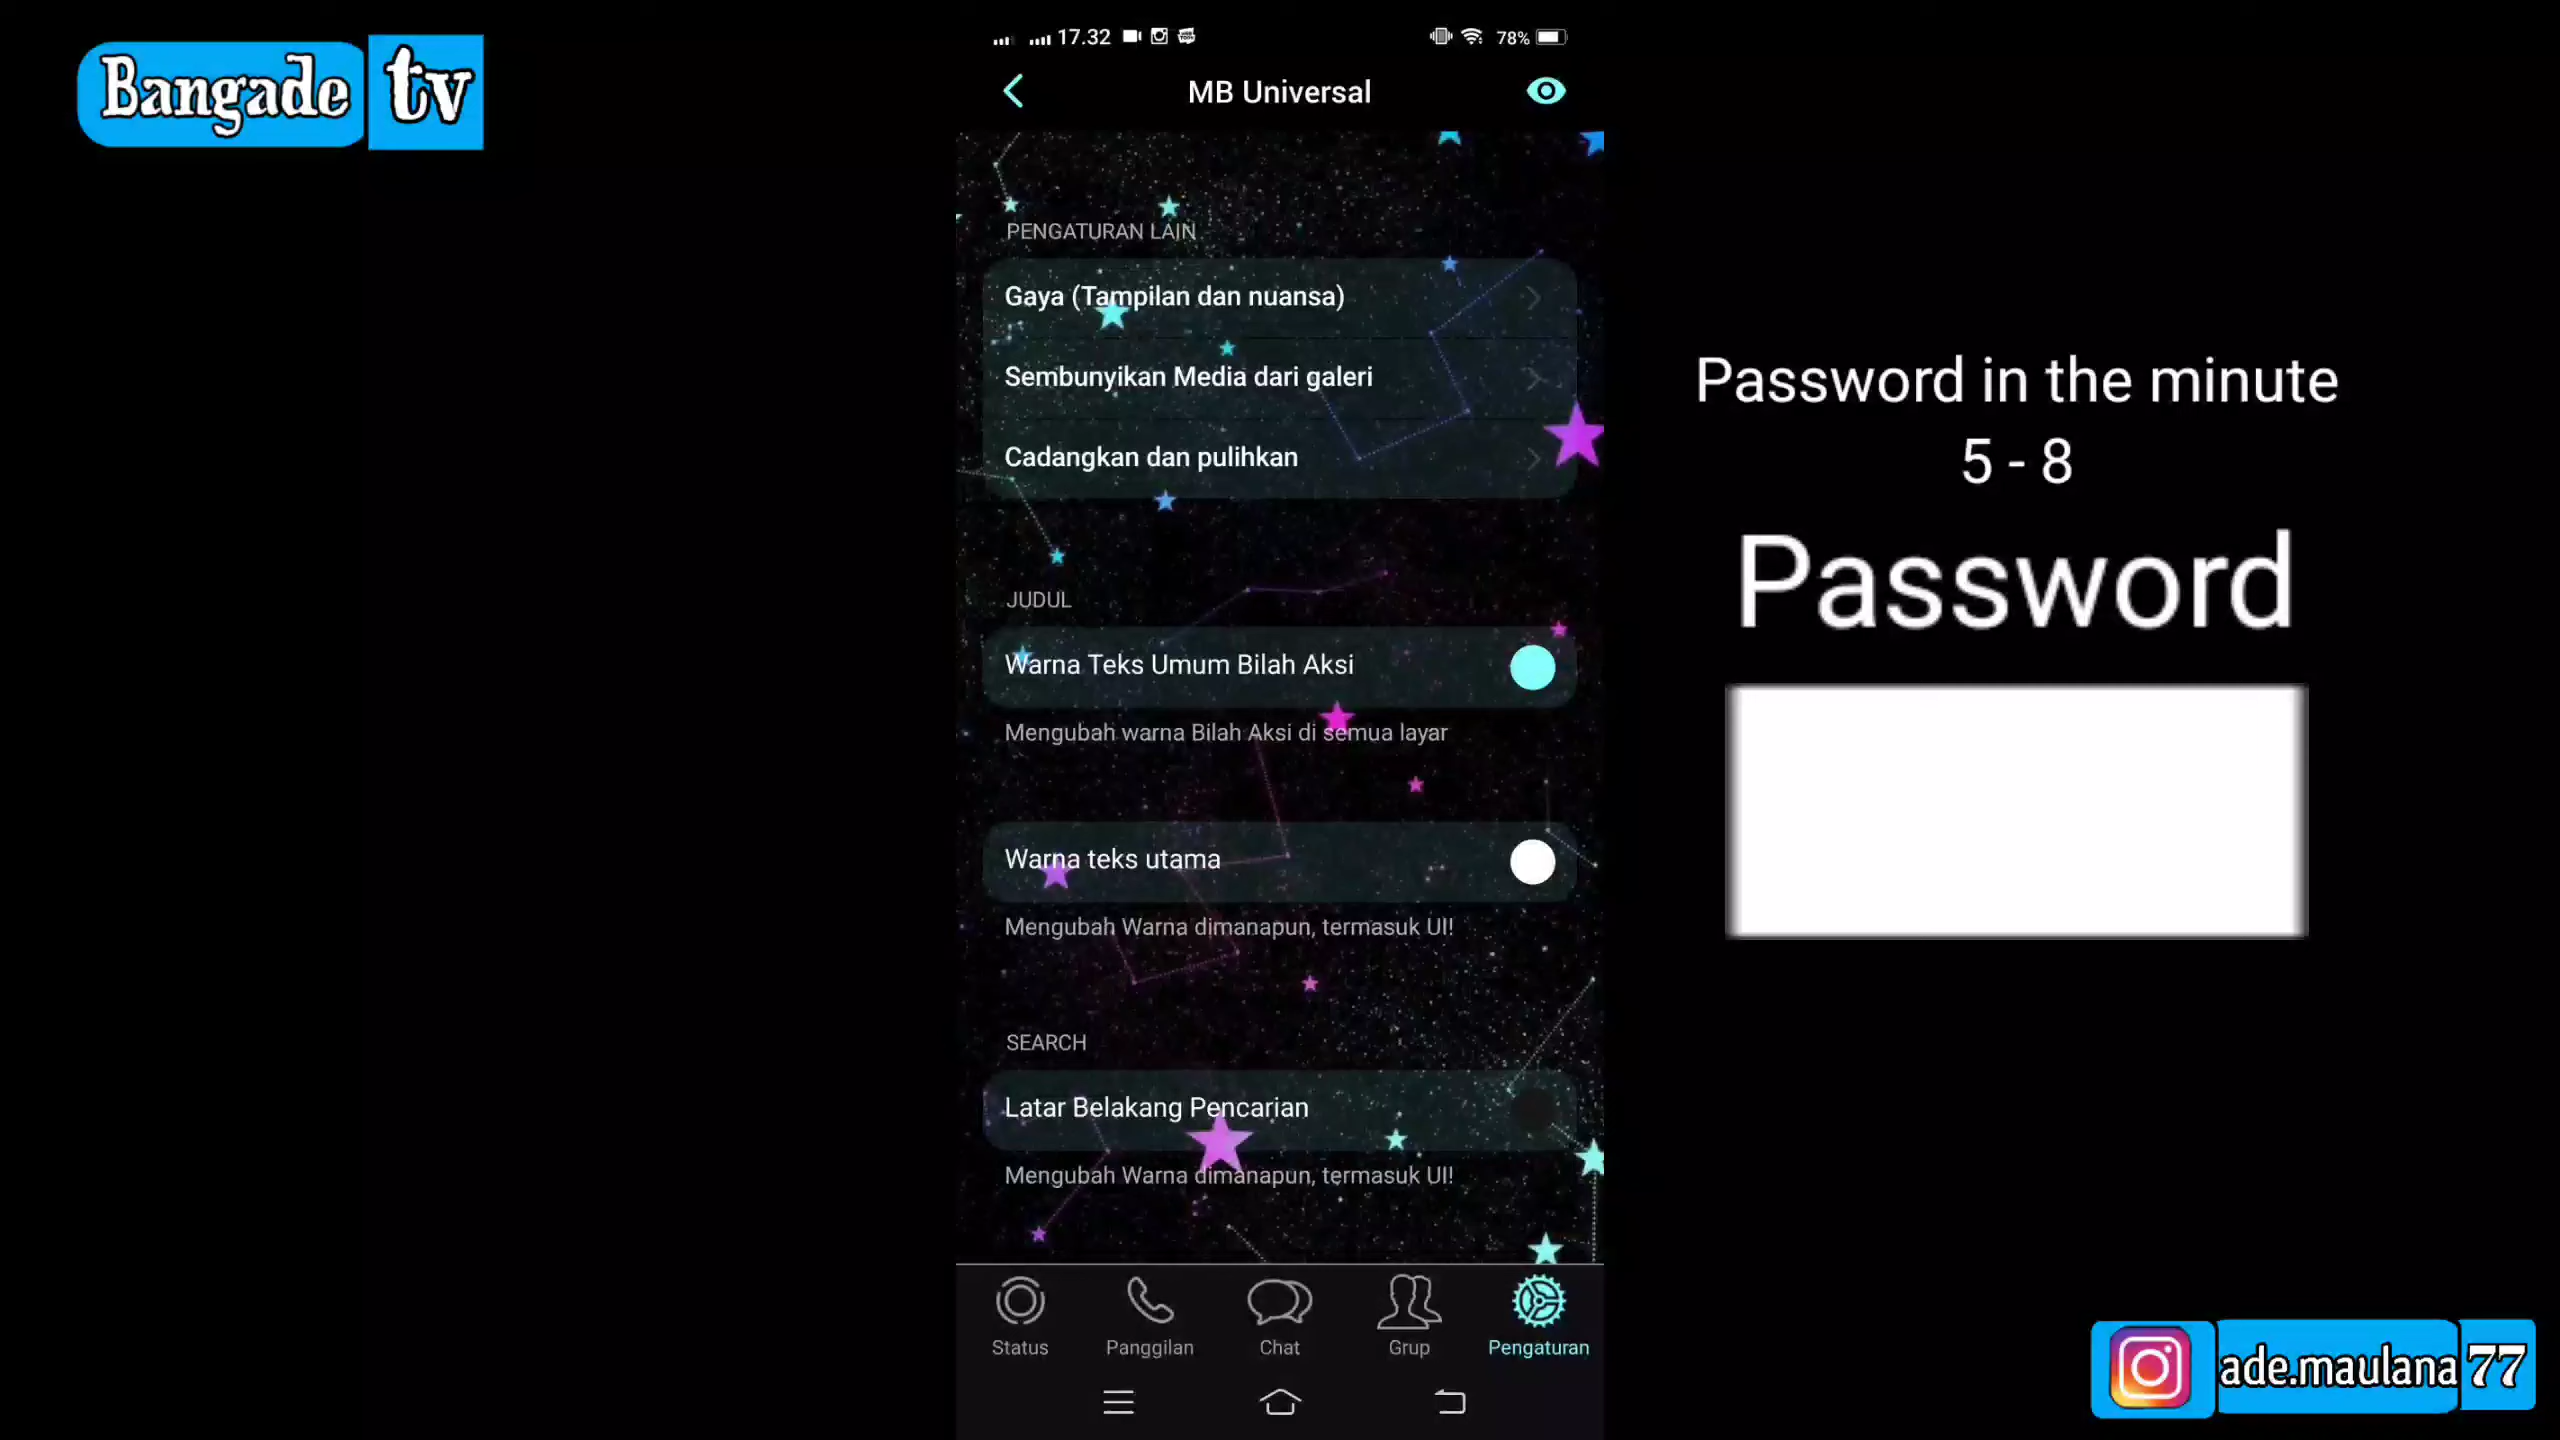 Bangade tv
17.32
78%
MB Universal
PENGATURAN LAIN
Gaya (Tampilan dan nuansa)
Sembunyikan Media dari galeri
Cadangkan dan pulihkan
JUDUL
Warna Teks Umum Bilah Aksi
Mengubah warna Bilah Aksi di semua layar
Warna teks utama
Mengubah Warna dimanapun, termasuk UI!
SEARCH
Latar Belakang Pencarian
Mengubah Warna dimanapun, termasuk UI!
Status Panggilan Chat Grup Pengaturan
Password in the minute
5 - 8
Password
ade.maulana 77